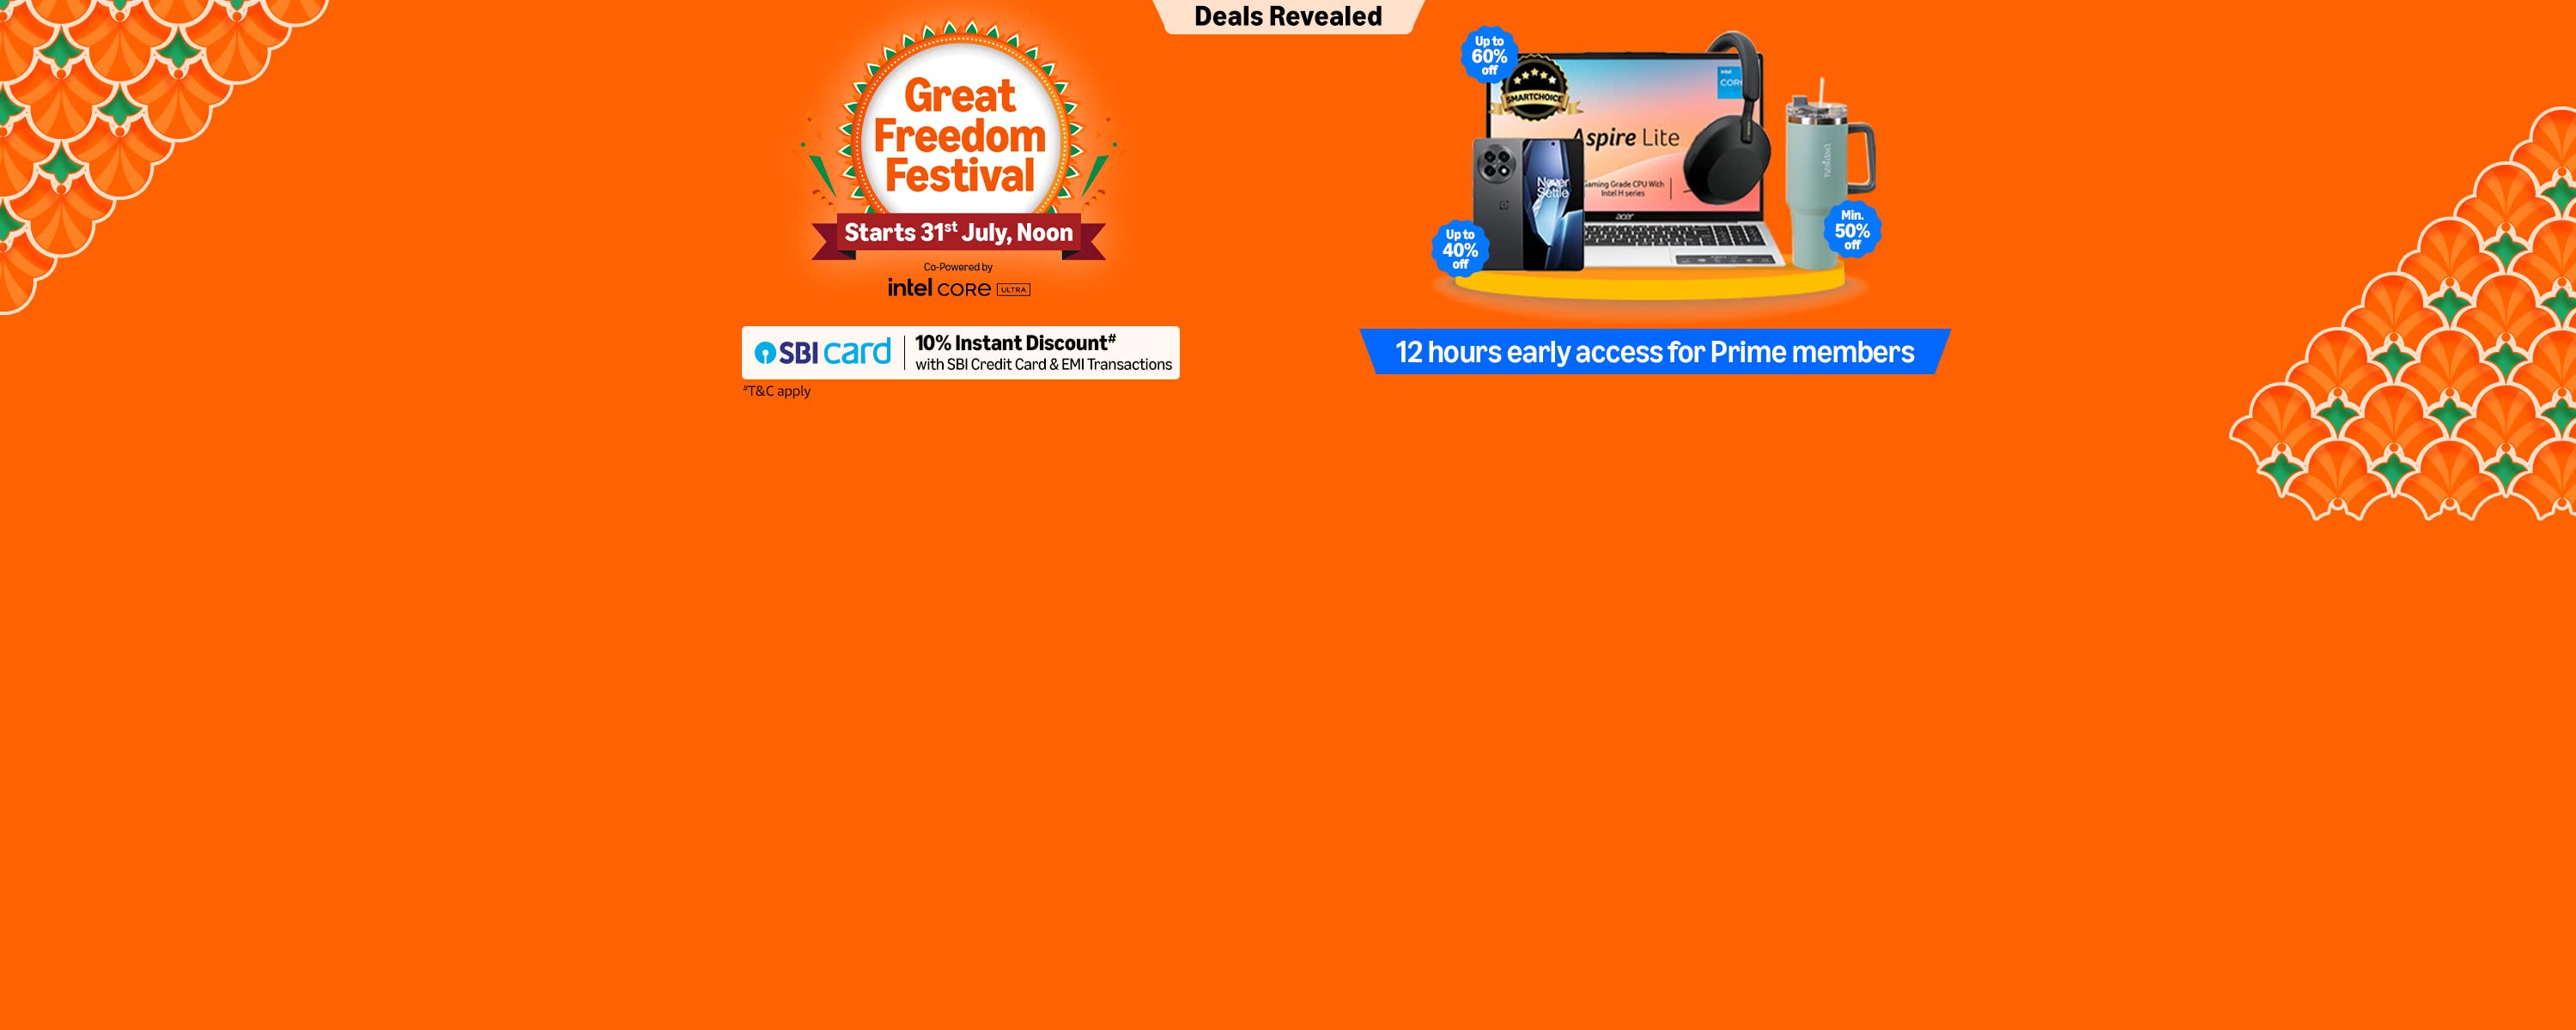 Deals Revealed
Great
Freedom
Festival
Starts 31st July, Noon
Co-Powered by
intel CORE ULTRA
SBI card
10% Instant Discount#
with SBI Credit Card & EMI Transactions
#T&C apply
Up to
60%
off
SMARTCHOICE
intel
CORE
Aspire Lite
Gaming Grade CPU With
Intel H series
acer
Never
Settle
Up to
40%
off
Min.
50%
off
12 hours early access for Prime members